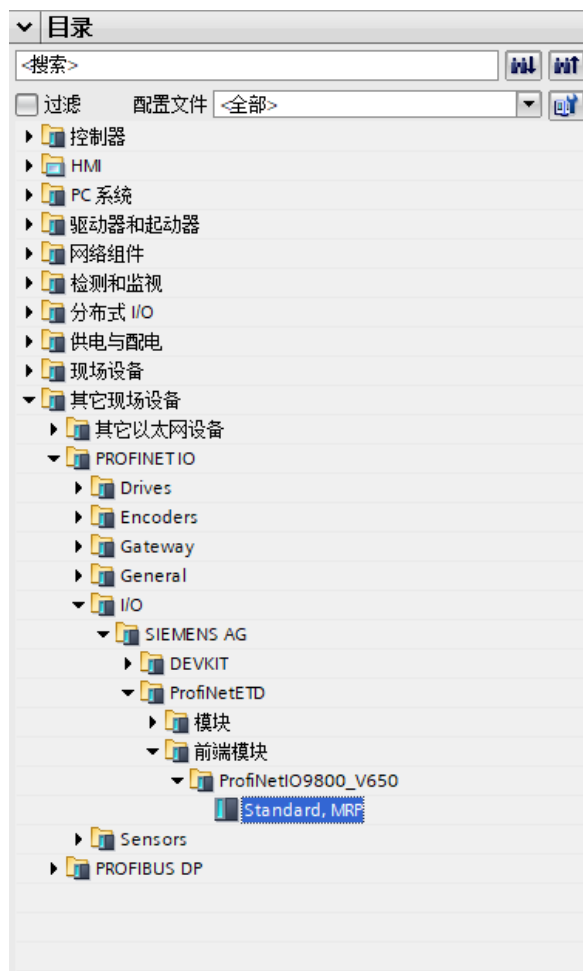 目录
<搜索>
过滤 配置文件 <全部>
控制器
HMI
PC 系统
驱动器和起动器
网络组件
检测和监视
分布式 I/O
供电与配电
现场设备
其它现场设备
其它以太网设备
PROFINET IO
Drives
Encoders
Gateway
General
I/O
SIEMENS AG
DEVKIT
ProfiNetETD
模块
前端模块
ProfiNetIO9800_V650
Standard, MRP
Sensors
PROFIBUS DP